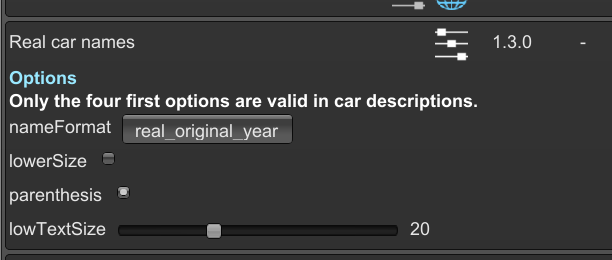 Real car names 1.3.0 -
Options
Only the four first options are valid in car descriptions.
nameFormat real_original_year
lowerSize
parenthesis
lowTextSize 20